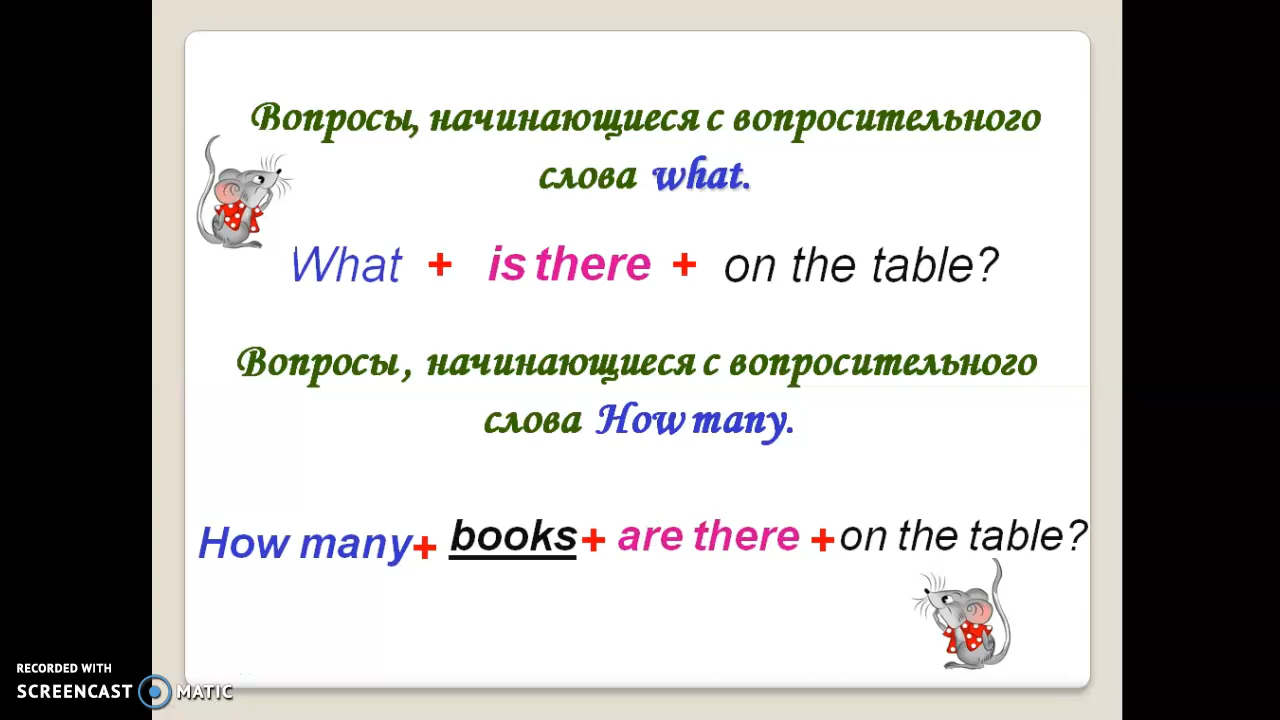 Вопросы, начинающиеся с вопросительного
слова what.
What + is there + on the table?
Вопросы, начинающиеся с вопросительного
слова How many.
How many + books + are there + on the table?
RECORDED WITH
SCREENCAST MATIC